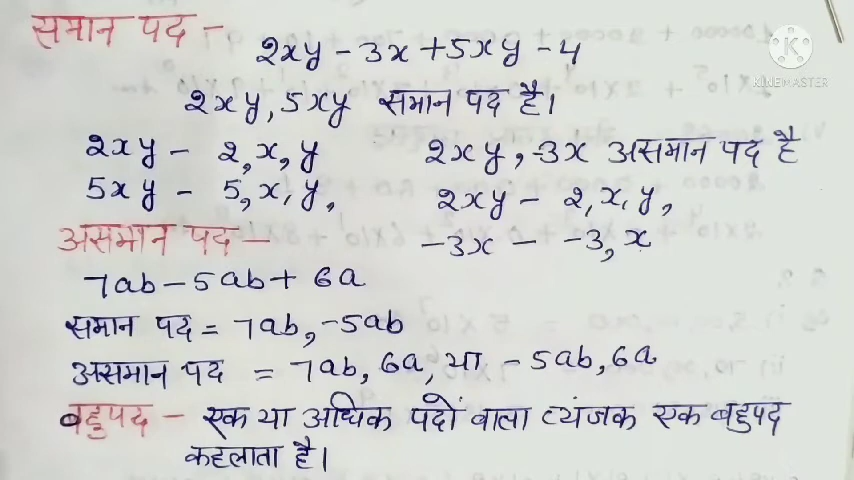 समान पद -
2xy - 3x + 5xy - 4
2xy, 5xy समान पद है।
2xy - 2, x, y
5xy - 5, x, y,
2xy, -3x असमान पद है
2xy - 2, x, y,
-3x - -3, x
असमान पद -
7ab - 5ab + 6a
समान पद = 7ab, -5ab
असमान पद = 7ab, 6a, या - 5ab, 6a
बहुपद - एक या अधिक पदों वाला व्यंजक एक बहुपद
कहलाता है।
KINEMASTER